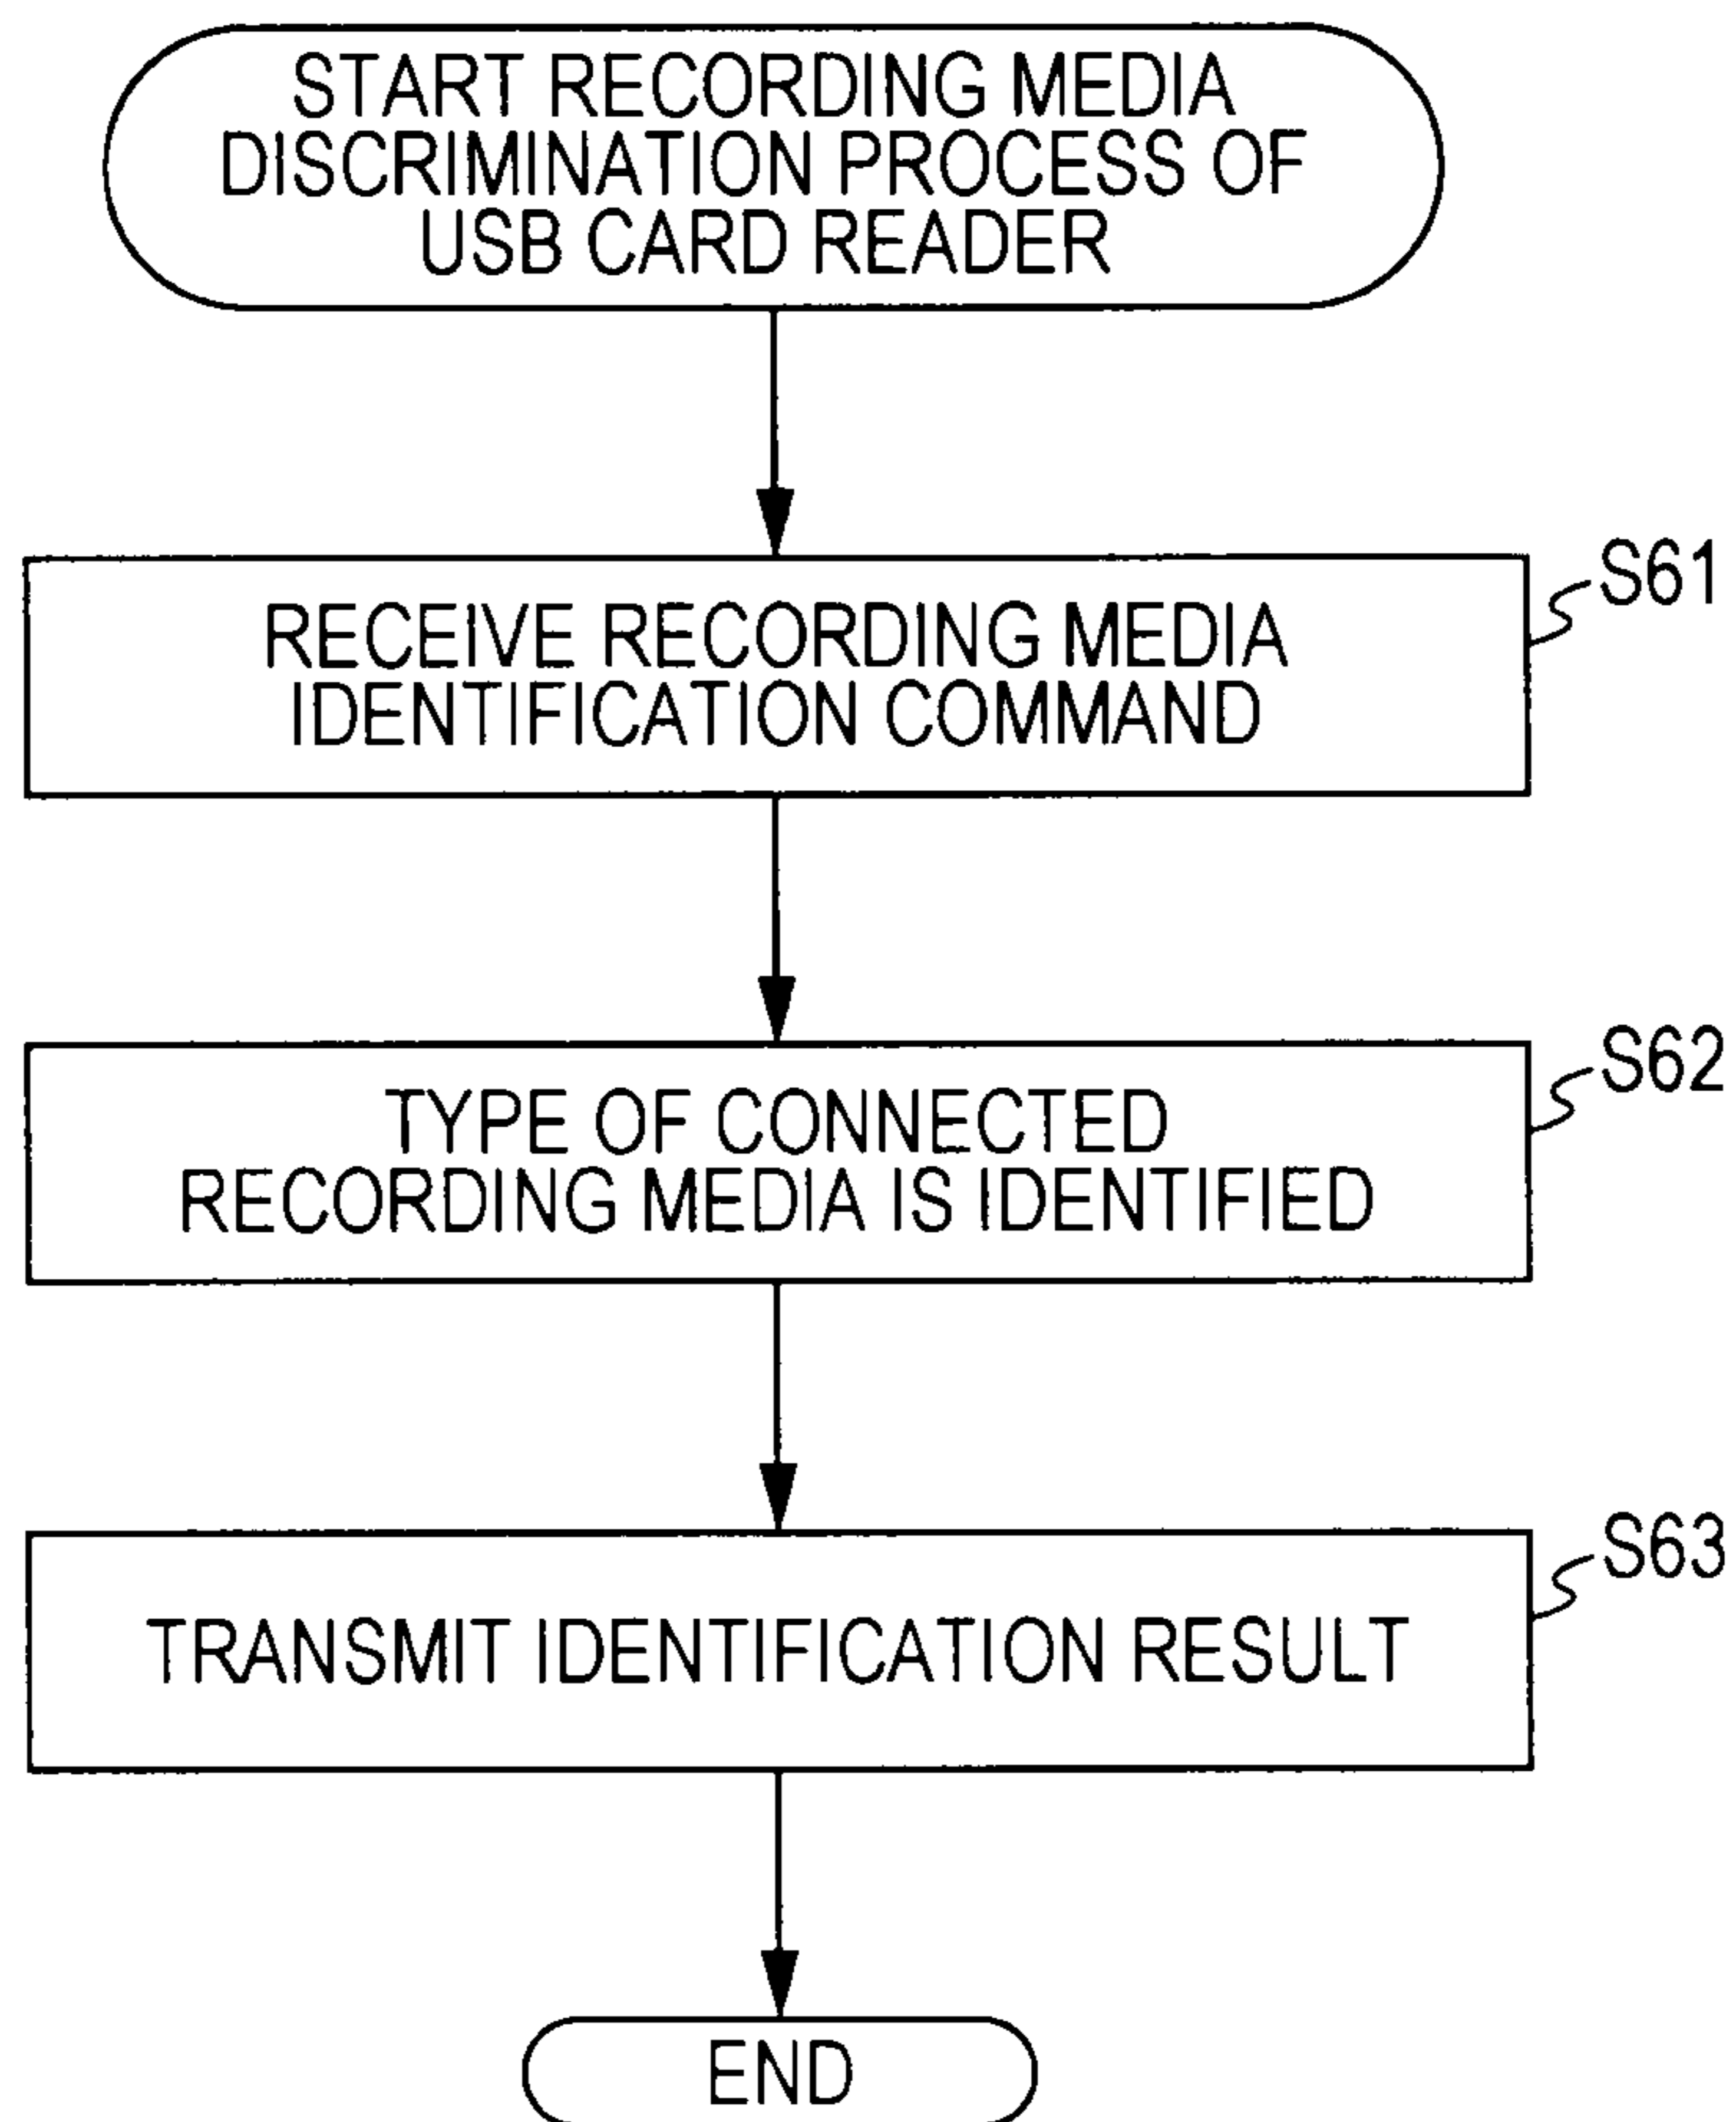 START RECORDING MEDIA
DISCRIMINATION PROCESS OF
USB CARD READER
S61
RECEIVE RECORDING MEDIA
IDENTIFICATION COMMAND
S62
TYPE OF CONNECTED
RECORDING MEDIA IS IDENTIFIED
S63
TRANSMIT IDENTIFICATION RESULT
END